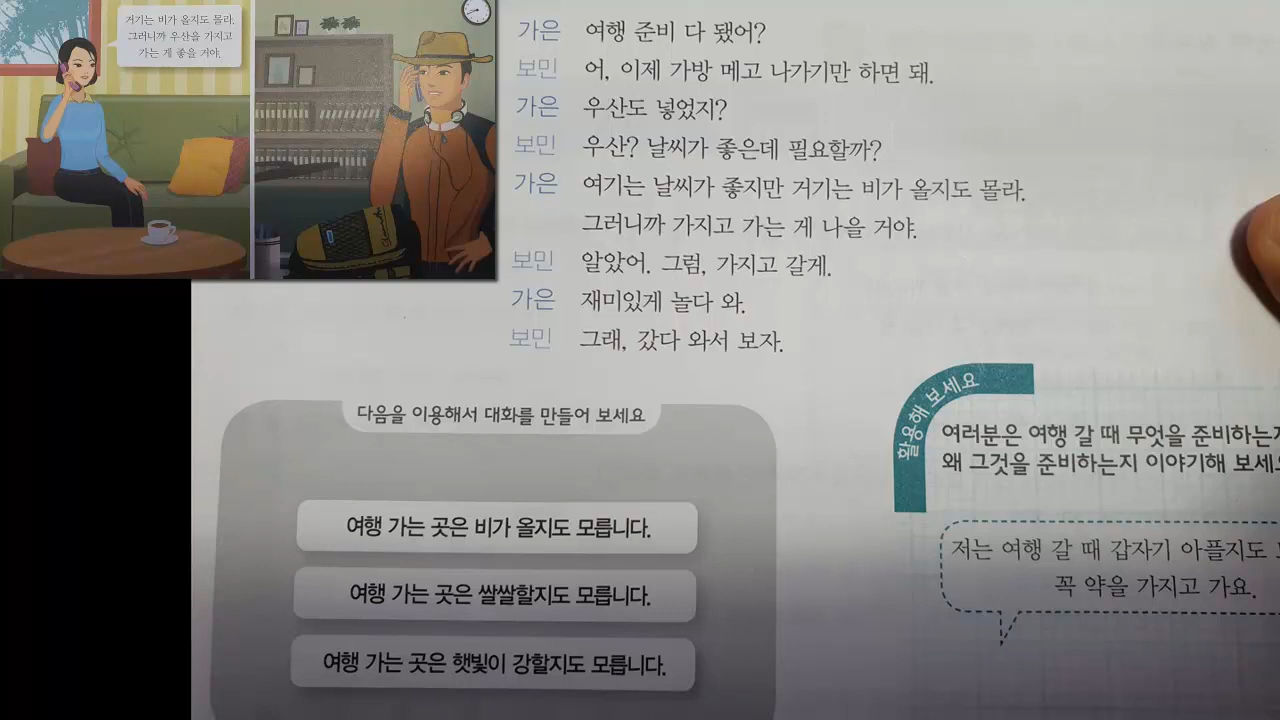 거기는 비가 올지도 몰라.
그러니까 우산을 가지고
가는 게 좋을 거야.
가은 여행 준비 다 됐어?
보민 어, 이제 가방 메고 나가기만 하면 돼.
가은 우산도 넣었지?
보민 우산? 날씨가 좋은데 필요할까?
가은 여기는 날씨가 좋지만 거기는 비가 올지도 몰라.
그러니까 가지고 가는 게 나을 거야.
보민 알았어. 그럼, 가지고 갈게.
가은 재미있게 놀다 와.
보민 그래, 갔다 와서 보자.
다음을 이용해서 대화를 만들어 보세요
여행 가는 곳은 비가 올지도 모릅니다.
여행 가는 곳은 쌀쌀할지도 모릅니다.
여행 가는 곳은 햇빛이 강할지도 모릅니다.
활용해 보세요
여러분은 여행 갈 때 무엇을 준비하는지
왜 그것을 준비하는지 이야기해 보세요
저는 여행 갈 때 갑자기 아플지도
꼭 약을 가지고 가요.